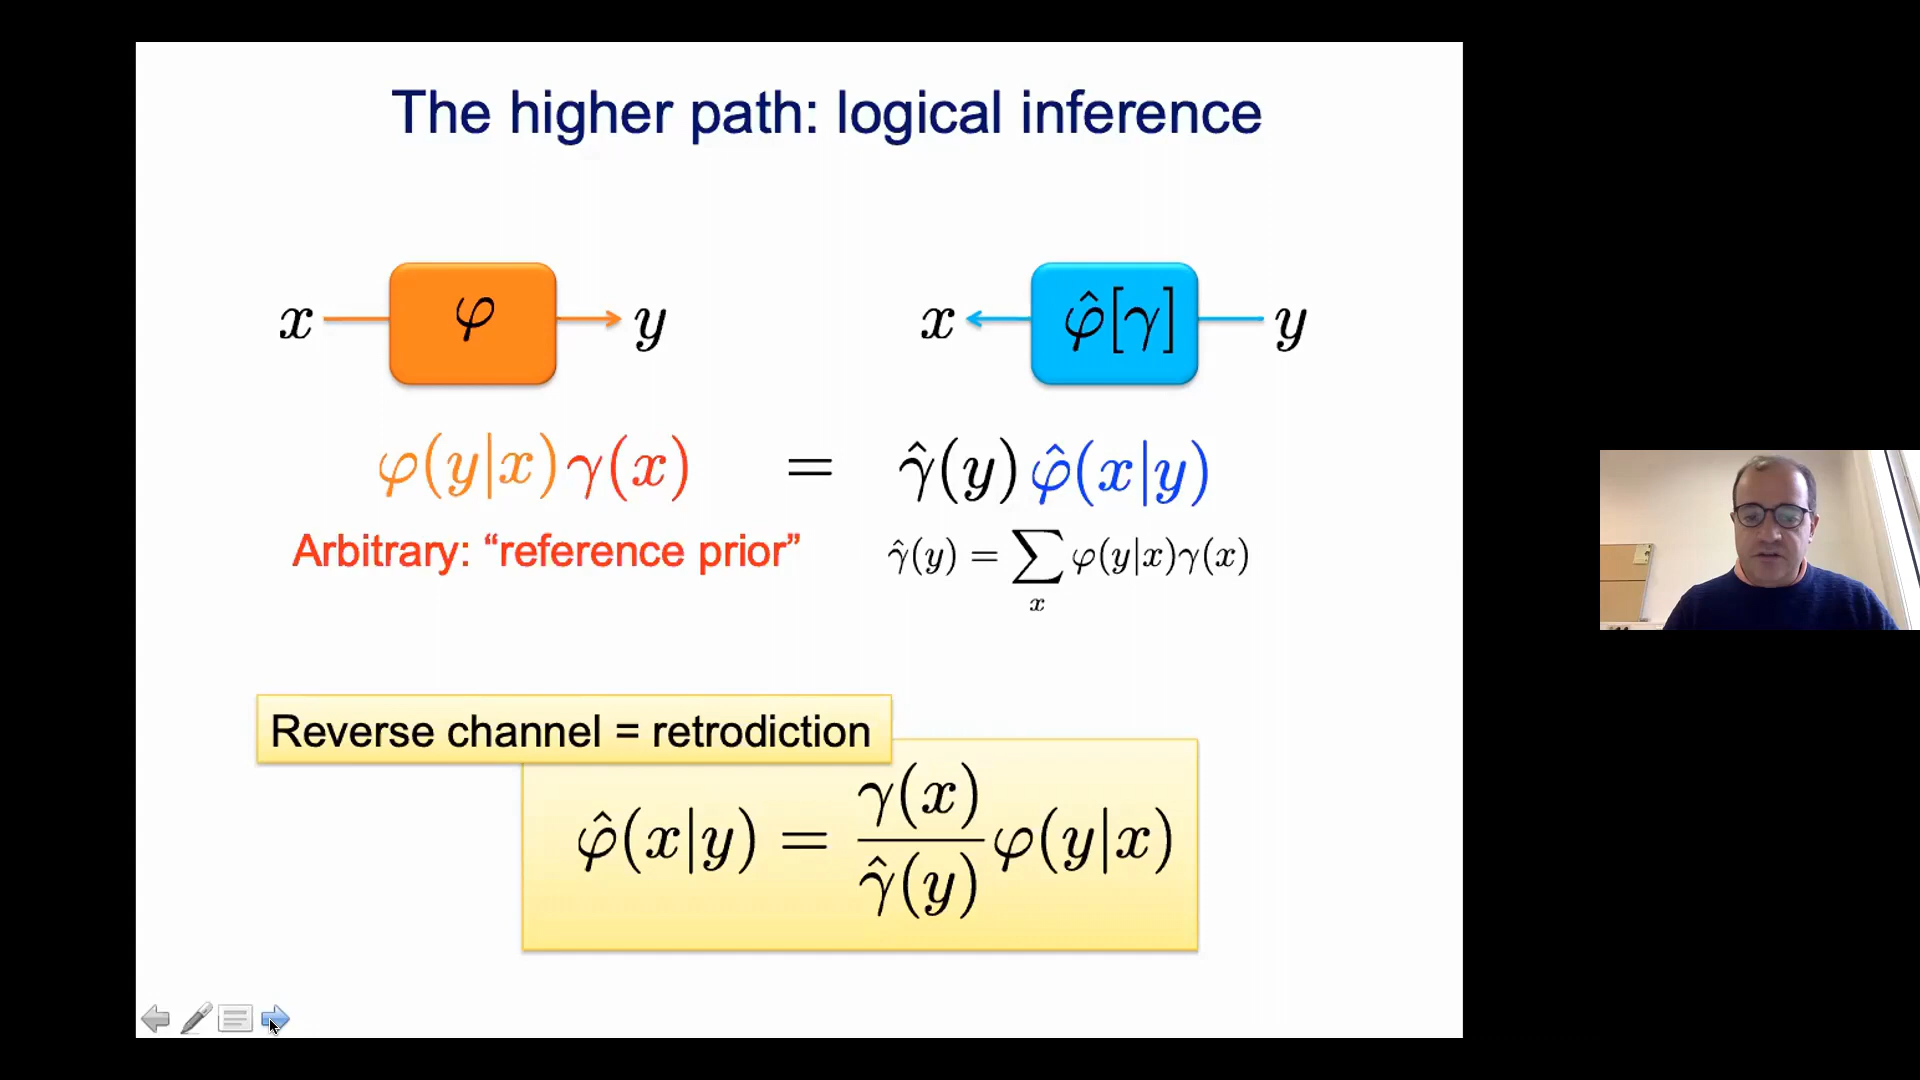 The higher path: logical inference
x φ y
x φ̂[γ] y
φ(y|x)γ(x) = γ̂(y)φ̂(x|y)
Arbitrary: “reference prior”
γ̂(y) = ∑ₓ φ(y|x)γ(x)
Reverse channel = retrodiction
φ̂(x|y) = γ(x)/γ̂(y) φ(y|x)